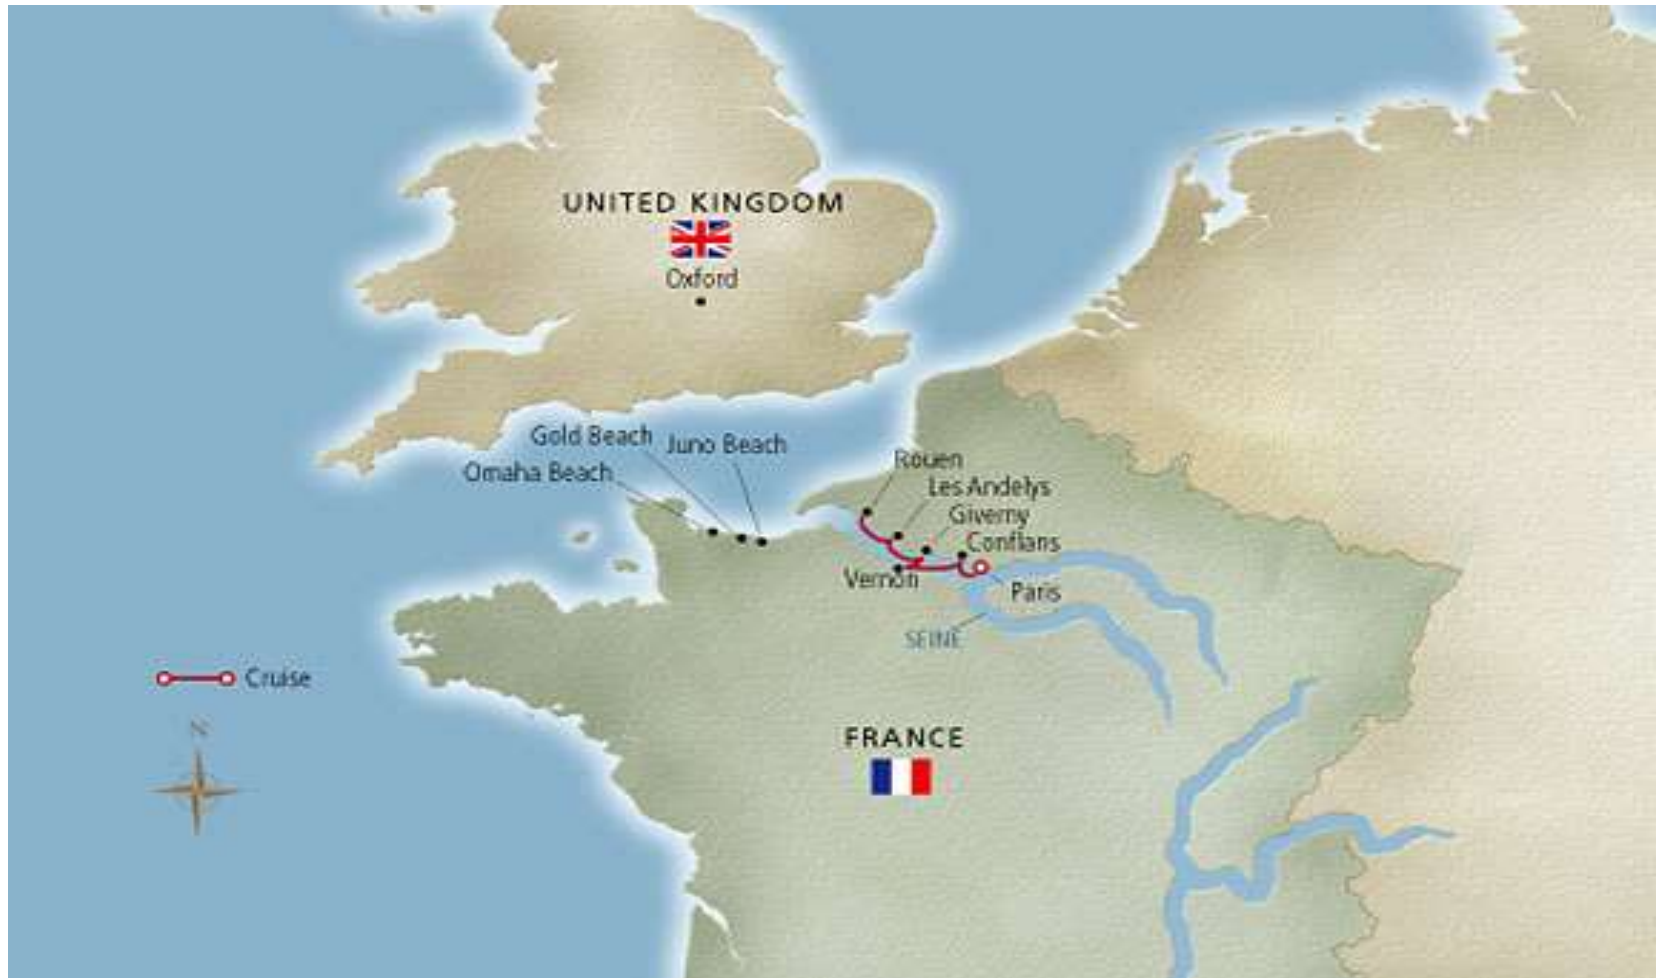 UNITED KINGDOM
Oxford
Gold Beach
Juno Beach
Omaha Beach
Rouen
Les Andelys
Giverny
Conflans
Vernon
Paris
SEINE
Cruise
N
FRANCE